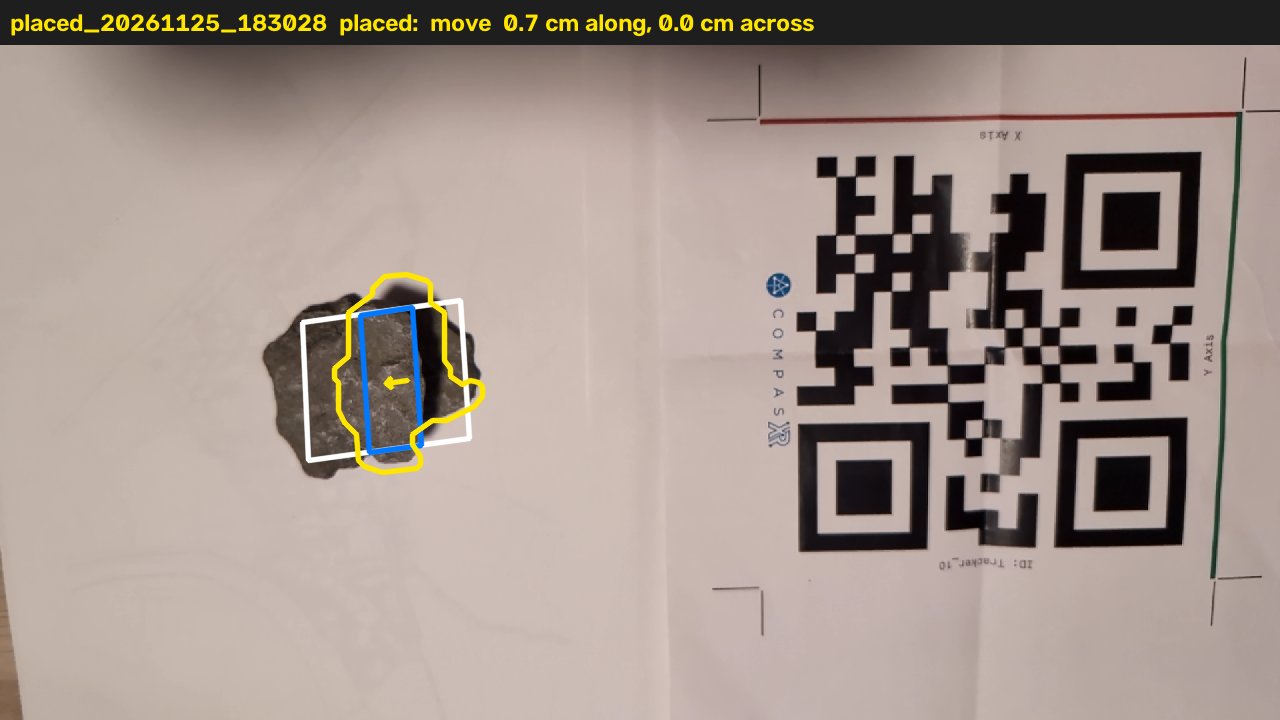 placed_20261125_183028 placed: move 0.7 cm along, 0.0 cm across
X Axis
Y Axis
COMPAS XR
ID: Tracker_10